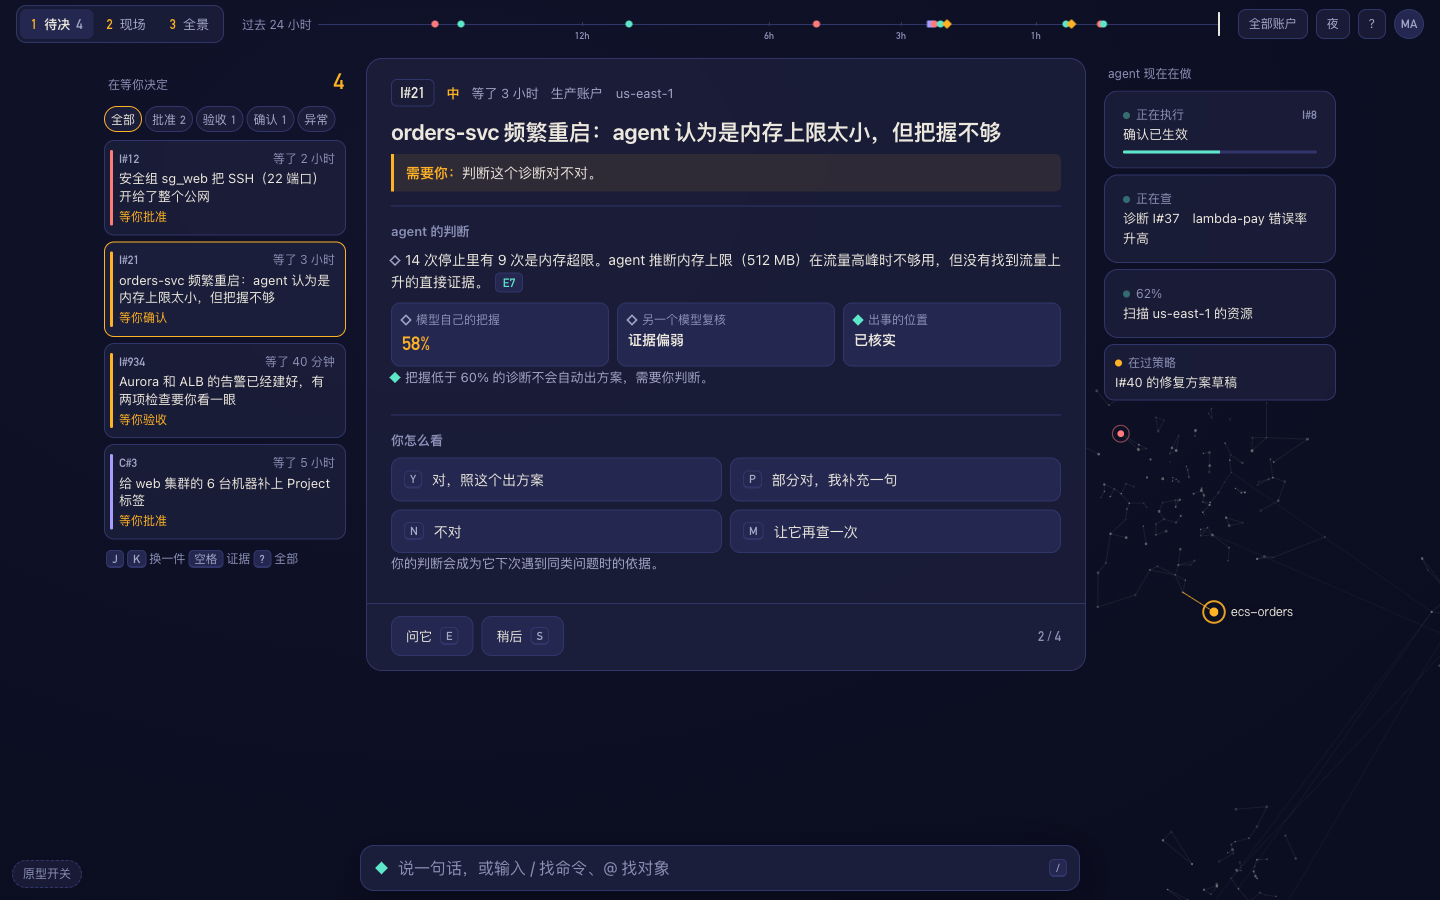 1 待决 4 2 现场 3 全景
过去 24 小时
12h 6h 3h 1h
全部账户 夜 ? MA
在等你决定 4
全部 批准 2 验收 1 确认 1 异常
I#12 等了 2 小时
安全组 sg_web 把 SSH（22 端口）
开给了整个公网
等你批准
I#21 等了 3 小时
orders-svc 频繁重启：agent 认为是
内存上限太小，但把握不够
等你确认
I#934 等了 40 分钟
Aurora 和 ALB 的告警已经建好，有
两项检查要你看一眼
等你验收
C#3 等了 5 小时
给 web 集群的 6 台机器补上 Project
标签
等你批准
J K 换一件 空格 证据 ? 全部
I#21 中 等了 3 小时 生产账户 us-east-1
orders-svc 频繁重启：agent 认为是内存上限太小，但把握不够
需要你：判断这个诊断对不对。
agent 的判断
14 次停止里有 9 次是内存超限。agent 推断内存上限（512 MB）在流量高峰时不够用，但没有找到流量上
升的直接证据。 E7
模型自己的把握
58%
另一个模型复核
证据偏弱
出事的位置
已核实
把握低于 60% 的诊断不会自动出方案，需要你判断。
你怎么看
Y 对，照这个出方案
P 部分对，我补充一句
N 不对
M 让它再查一次
你的判断会成为它下次遇到同类问题时的依据。
问它 E 稍后 S 2 / 4
agent 现在在做
正在执行 I#8
确认已生效
正在查
诊断 I#37 lambda-pay 错误率
升高
62%
扫描 us-east-1 的资源
在过策略
I#40 的修复方案草稿
ecs-orders
原型开关
说一句话，或输入 / 找命令、@ 找对象 /